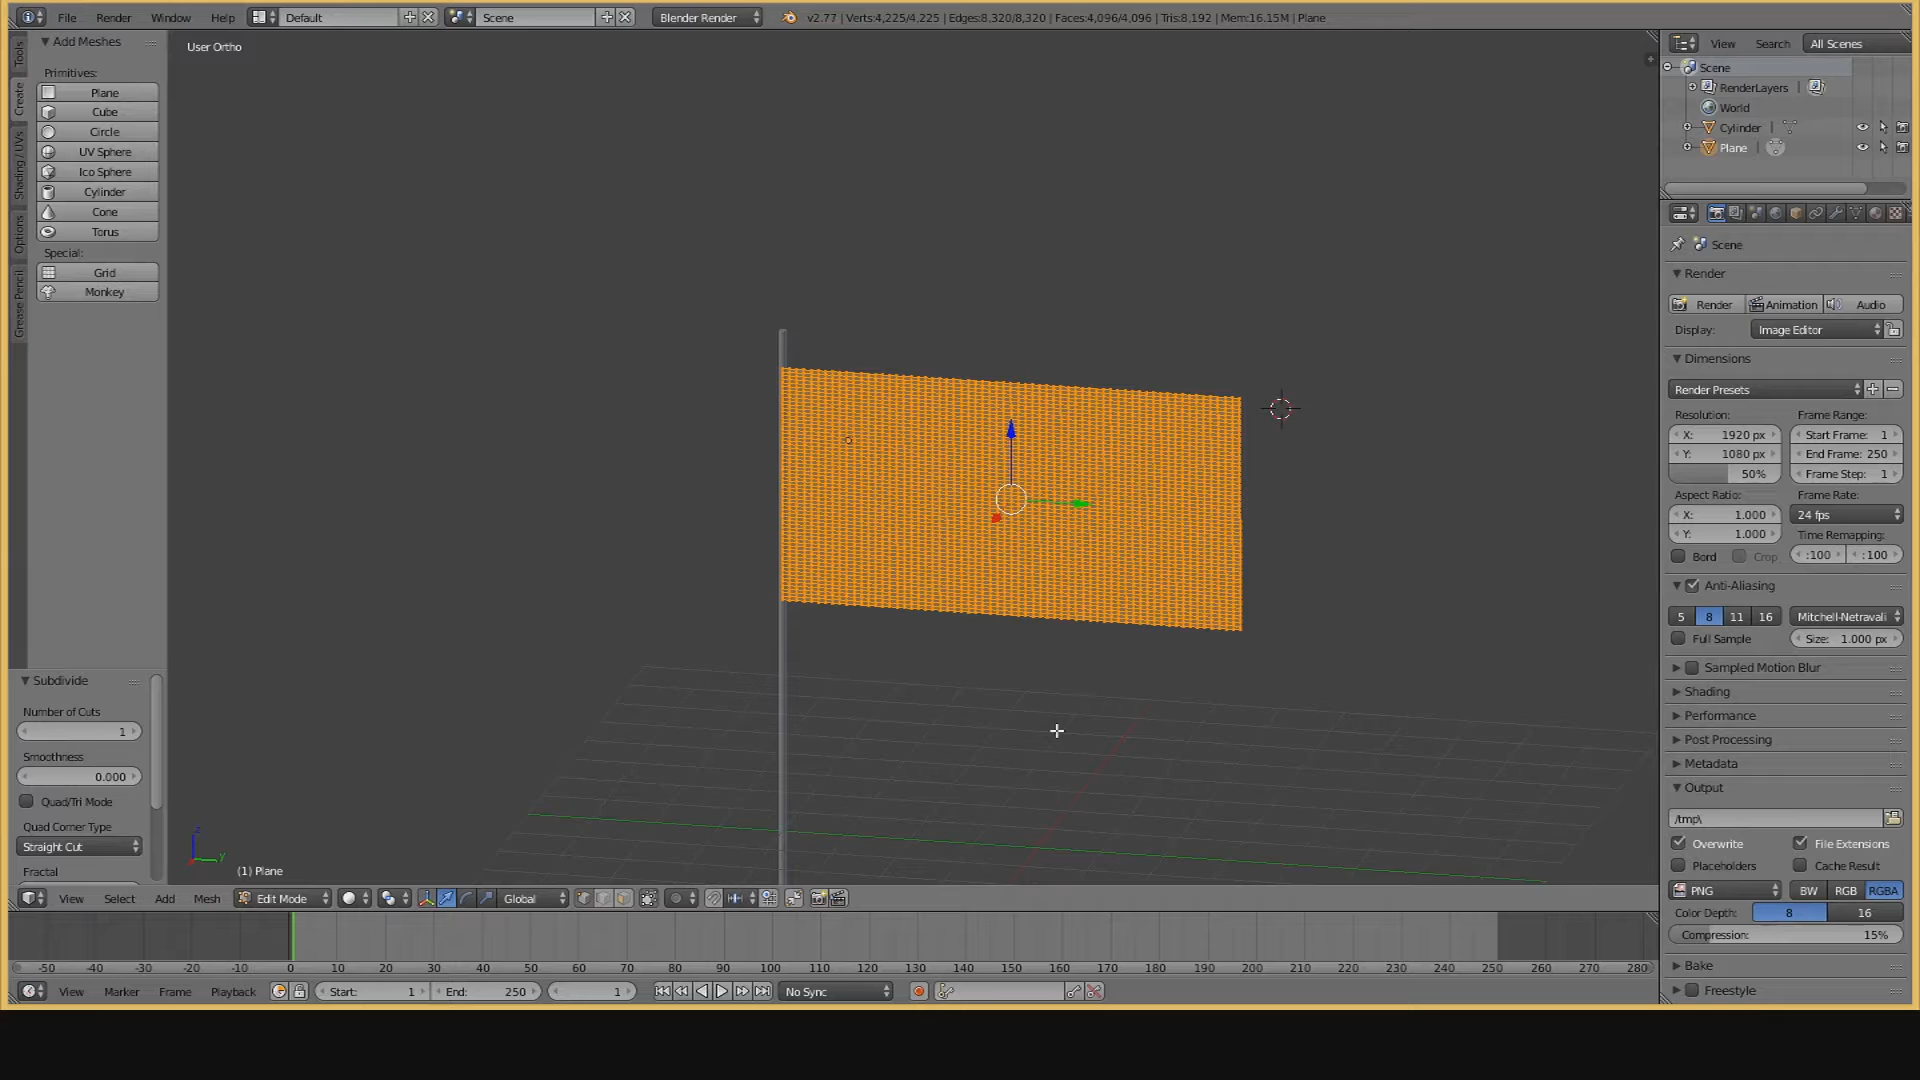 File Render Window Help Default Scene Blender Render v2.77 | Verts:4,225/4,225 | Edges:8,320/8,320 | Faces:4,096/4,096 | Tris:8,192 | Mem:16.15M | Plane
Tools
Create
Shading / UVs
Options
Grease Pencil
Add Meshes
Primitives:
Plane
Cube
Circle
UV Sphere
Ico Sphere
Cylinder
Cone
Torus
Special:
Grid
Monkey
Subdivide
Number of Cuts
1
Smoothness
0.000
Quad/Tri Mode
Quad Corner Type
Straight Cut
Fractal
User Ortho
z
y
(1) Plane
View Select Add Mesh Edit Mode Global
-50 -40 -30 -20 -10 0 10 20 30 40 50 60 70 80 90 100 110 120 130 140 150 160 170 180 190 200 210 220 230 240 250 260 270 280
View Marker Frame Playback Start: 1 End: 250 1 No Sync
View Search All Scenes
Scene
RenderLayers |
World
Cylinder |
Plane |
Scene
Render
Render Animation Audio
Display: Image Editor
Dimensions
Render Presets
Resolution: Frame Range:
X: 1920 px Start Frame: 1
Y: 1080 px End Frame: 250
50% Frame Step: 1
Aspect Ratio: Frame Rate:
X: 1.000 24 fps
Y: 1.000 Time Remapping:
Bord Crop :100 :100
Anti-Aliasing
5 8 11 16 Mitchell-Netravali
Full Sample Size: 1.000 px
Sampled Motion Blur
Shading
Performance
Post Processing
Metadata
Output
/tmp\
Overwrite File Extensions
Placeholders Cache Result
PNG BW RGB RGBA
Color Depth: 8 16
Compression: 15%
Bake
Freestyle